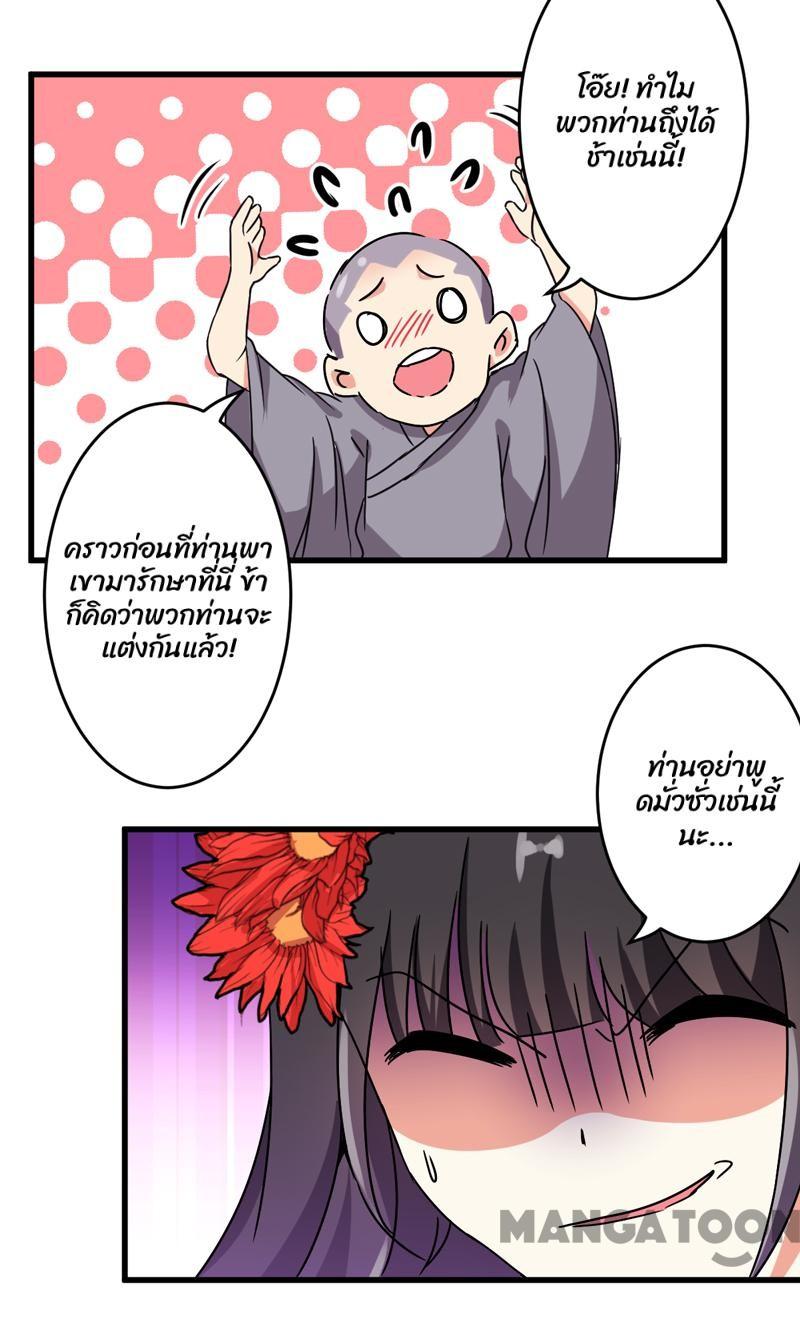 โอ๊ย! ทำไม
พวกท่านถึงได้
ช้าเช่นนี้!
คราวก่อนที่ท่านพา
เขามารักษาที่นี่ ข้า
ก็คิดว่าพวกท่านจะ
แต่งกันแล้ว!
ท่านอย่าพู
ดมั่วซั่วเช่นนี้
นะ...
MANGATOON